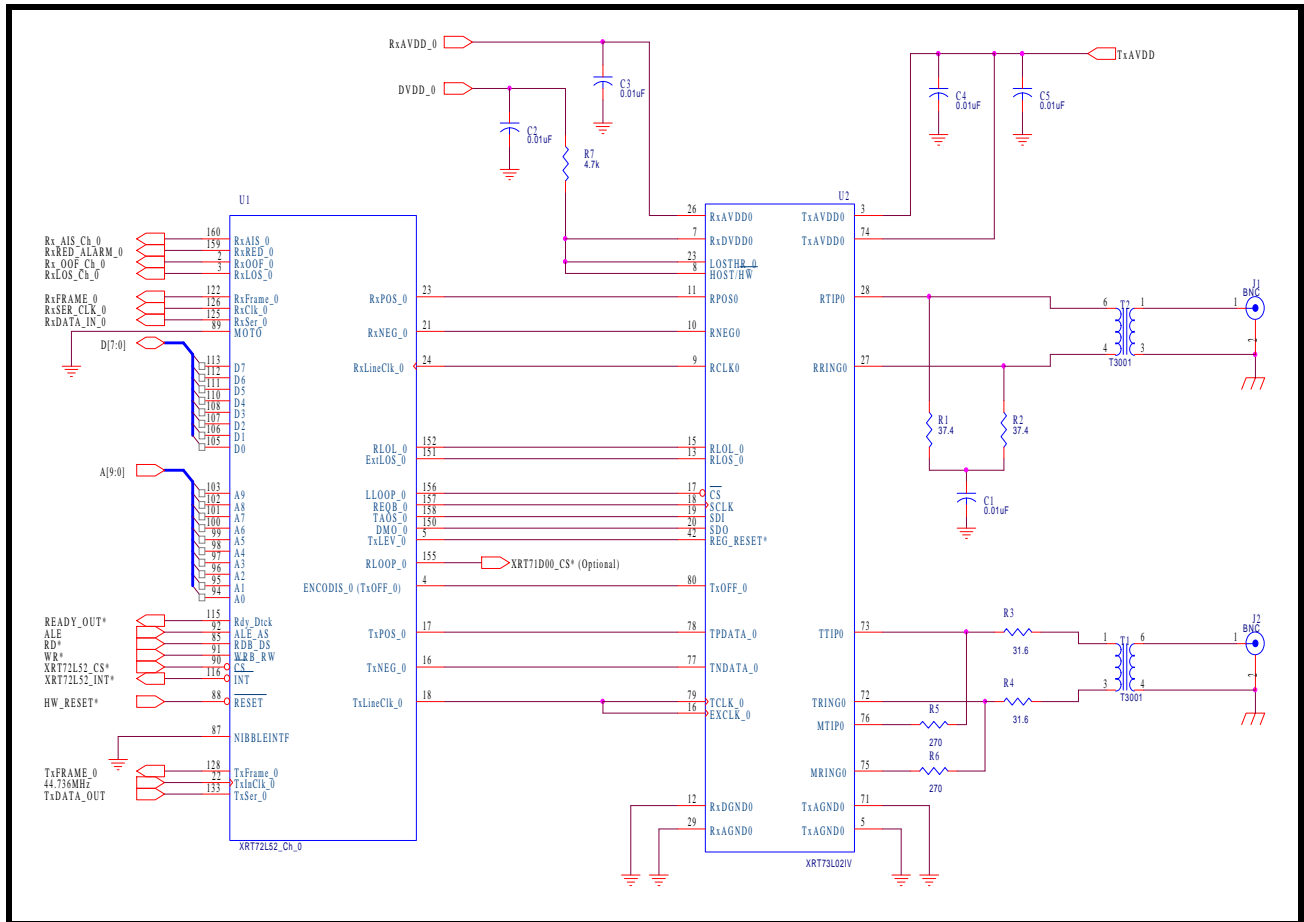 RxAVDD_0
TxAVDD
DVDD_0
C3
0.01uF
C4
0.01uF
C5
0.01uF
C2
0.01uF
R7
4.7k
U1
Rx_AIS_Ch_0
160
RxAIS_0
RxRED_ALARM_0
159
RxRED_0
Rx_OOF_Ch_0
2
RxOOF_0
RxLOS_Ch_0
3
RxLOS_0
RxFRAME_0
122
RxFrame_0
RxSER_CLK_0
126
RxClk_0
RxDATA_IN_0
125
RxSer_0
89
MOTO
D[7:0]
113
D7
112
D6
111
D5
110
D4
108
D3
107
D2
106
D1
105
D0
A[9:0]
103
A9
102
A8
101
A7
100
A6
99
A5
98
A4
97
A3
96
A2
95
A1
94
A0
READY_OUT*
115
Rdy_Dtck
ALE
92
ALE_AS
RD*
85
RDB_DS
WR*
91
WRB_RW
XRT72L52_CS*
90
CS
XRT72L52_INT*
116
INT
HW_RESET*
88
RESET
87
NIBBLEINTF
TxFRAME_0
128
TxFrame_0
44.736MHz
22
TxInClk_0
TxDATA_OUT
133
TxSer_0
RxPOS_0
23
RxNEG_0
21
RxLineClk_0
24
RLOL_0
152
ExtLOS_0
151
LLOOP_0
156
REQB_0
157
TAOS_0
158
DMO_0
150
TxLEV_0
5
RLOOP_0
155
XRT71D00_CS* (Optional)
ENCODIS_0 (TxOFF_0)
4
TxPOS_0
17
TxNEG_0
16
TxLineClk_0
18
XRT72L52_Ch_0
U2
26
RxAVDD0
7
RxDVDD0
23
LOSTHR_0
8
HOST/HW
11
RPOS0
10
RNEG0
9
RCLK0
15
RLOL_0
13
RLOS_0
17
CS
18
SCLK
19
SDI
20
SDO
42
REG_RESET*
80
TxOFF_0
78
TPDATA_0
77
TNDATA_0
79
TCLK_0
16
EXCLK_0
12
RxDGND0
29
RxAGND0
TxAVDD0
3
TxAVDD0
74
RTIP0
28
RRING0
27
TTIP0
73
TRING0
72
MTIP0
76
MRING0
75
TxAGND0
71
TxAGND0
5
XRT73L02IV
R1
37.4
R2
37.4
C1
0.01uF
6
T2
1
4
3
T3001
J1
BNC
1
2
R3
31.6
R4
31.6
R5
270
R6
270
1
T1
6
3
4
T3001
J2
BNC
1
2